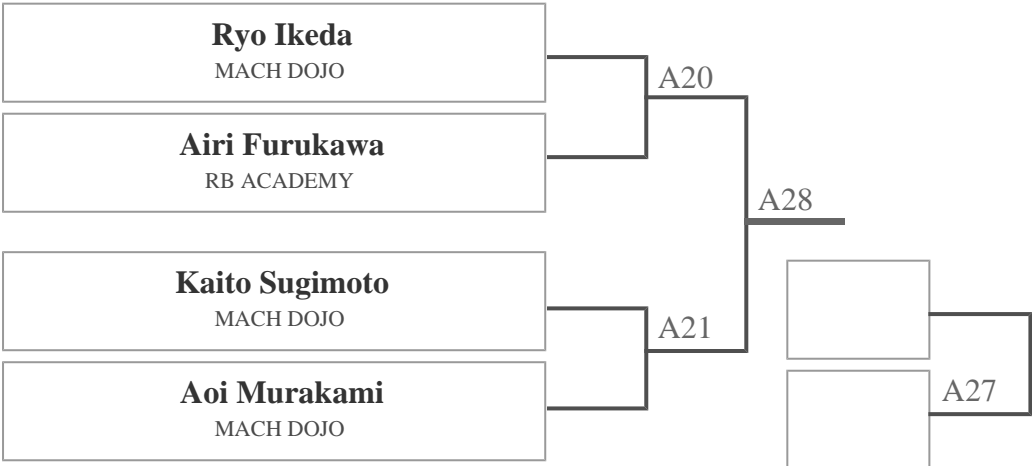 Ryo Ikeda
MACH DOJO
A20
Airi Furukawa
RB ACADEMY
A28
Kaito Sugimoto
MACH DOJO
A21
Aoi Murakami
MACH DOJO
A27